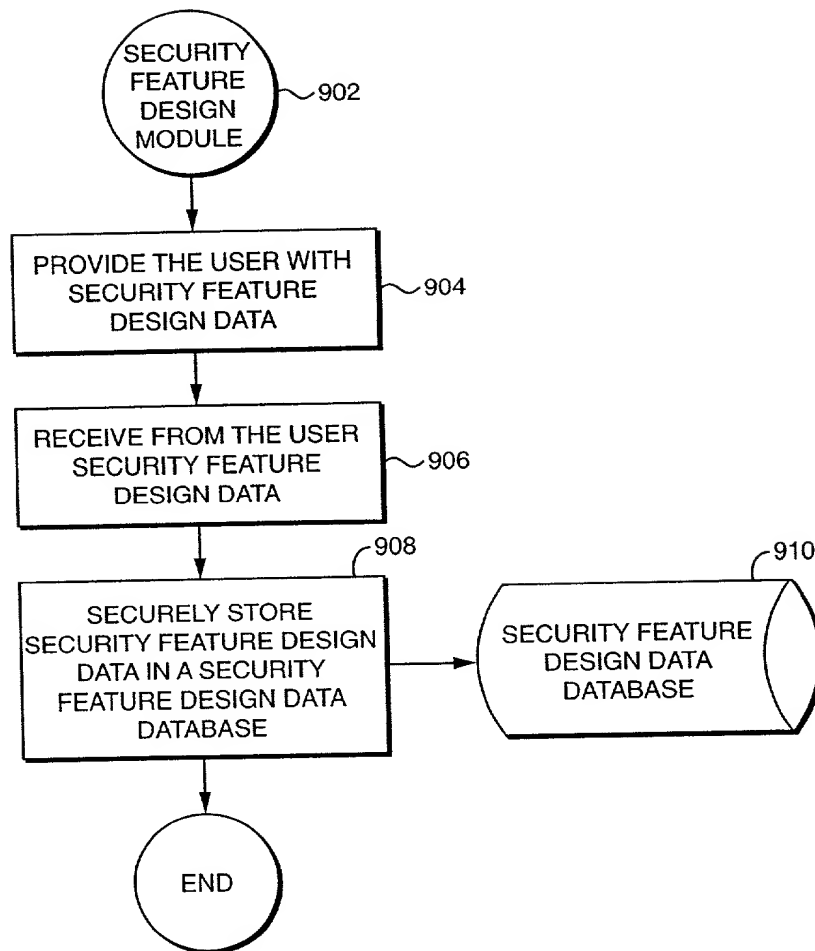 SECURITY
FEATURE
DESIGN
MODULE
902
PROVIDE THE USER WITH
SECURITY FEATURE
DESIGN DATA
904
RECEIVE FROM THE USER
SECURITY FEATURE
DESIGN DATA
906
908
SECURELY STORE
SECURITY FEATURE DESIGN
DATA IN A SECURITY
FEATURE DESIGN DATA
DATABASE
910
SECURITY FEATURE
DESIGN DATA
DATABASE
END